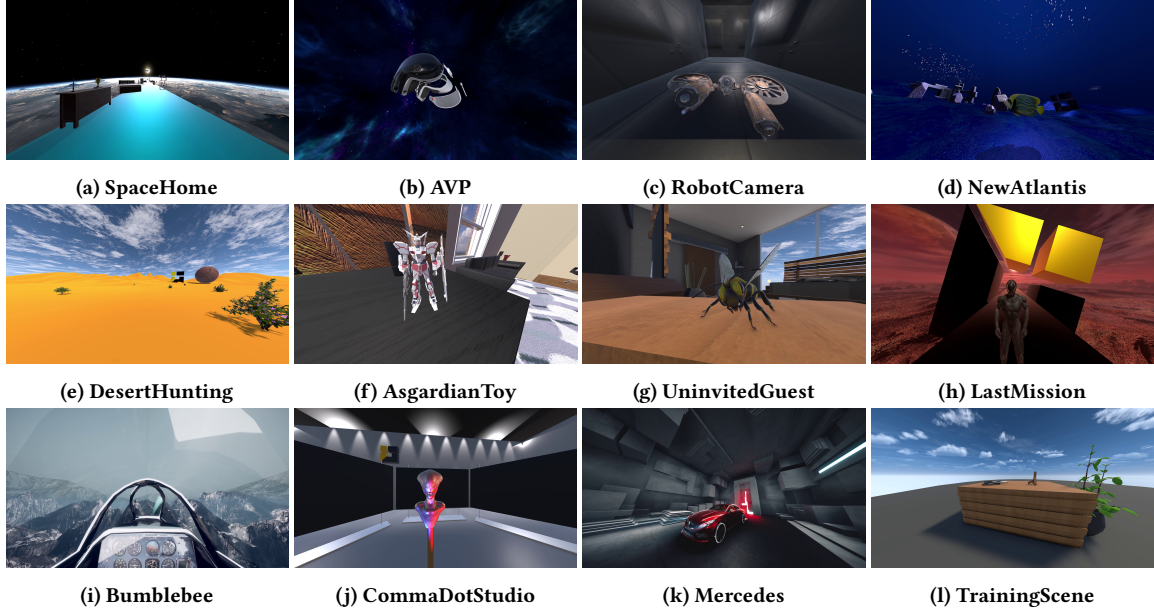 (a) SpaceHome
(b) AVP
(c) RobotCamera
(d) NewAtlantis
(e) DesertHunting
(f) AsgardianToy
(g) UninvitedGuest
(h) LastMission
(i) Bumblebee
(j) CommaDotStudio
(k) Mercedes
(l) TrainingScene